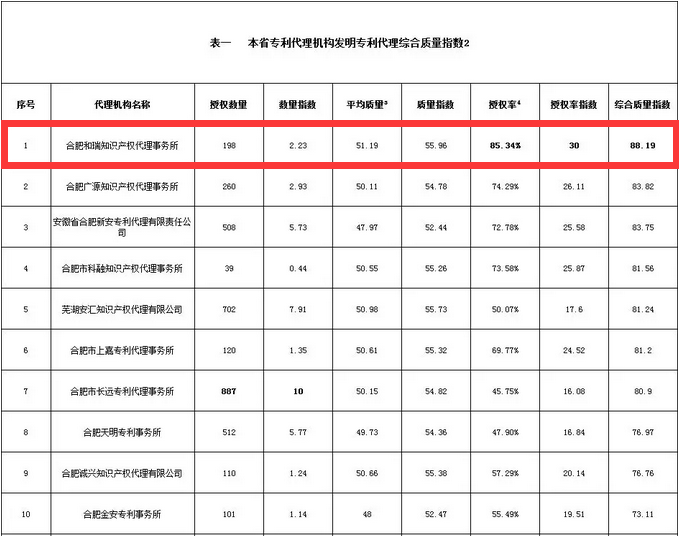 表一 本省专利代理机构发明专利代理综合质量指数2
序号 代理机构名称 授权数量 数量指数 平均质量³ 质量指数 授权率⁴ 授权率指数 综合质量指数
1 合肥和瑞知识产权代理事务所 198 2.23 51.19 55.96 85.34% 30 88.19
2 合肥广源知识产权代理事务所 260 2.93 50.11 54.78 74.29% 26.11 83.82
3 安徽省合肥新安专利代理有限责任公
司 508 5.73 47.97 52.44 72.78% 25.58 83.75
4 合肥市科融知识产权代理事务所 39 0.44 50.55 55.26 73.58% 25.87 81.56
5 芜湖安汇知识产权代理有限公司 702 7.91 50.98 55.73 50.07% 17.6 81.24
6 合肥市上嘉专利代理事务所 120 1.35 50.61 55.32 69.77% 24.52 81.2
7 合肥市长远专利代理事务所 887 10 50.15 54.82 45.75% 16.08 80.9
8 合肥天明专利事务所 512 5.77 49.73 54.36 47.90% 16.84 76.97
9 合肥诚兴知识产权代理有限公司 110 1.24 50.66 55.38 57.29% 20.14 76.76
10 合肥金安专利事务所 101 1.14 48 52.47 55.49% 19.51 73.11